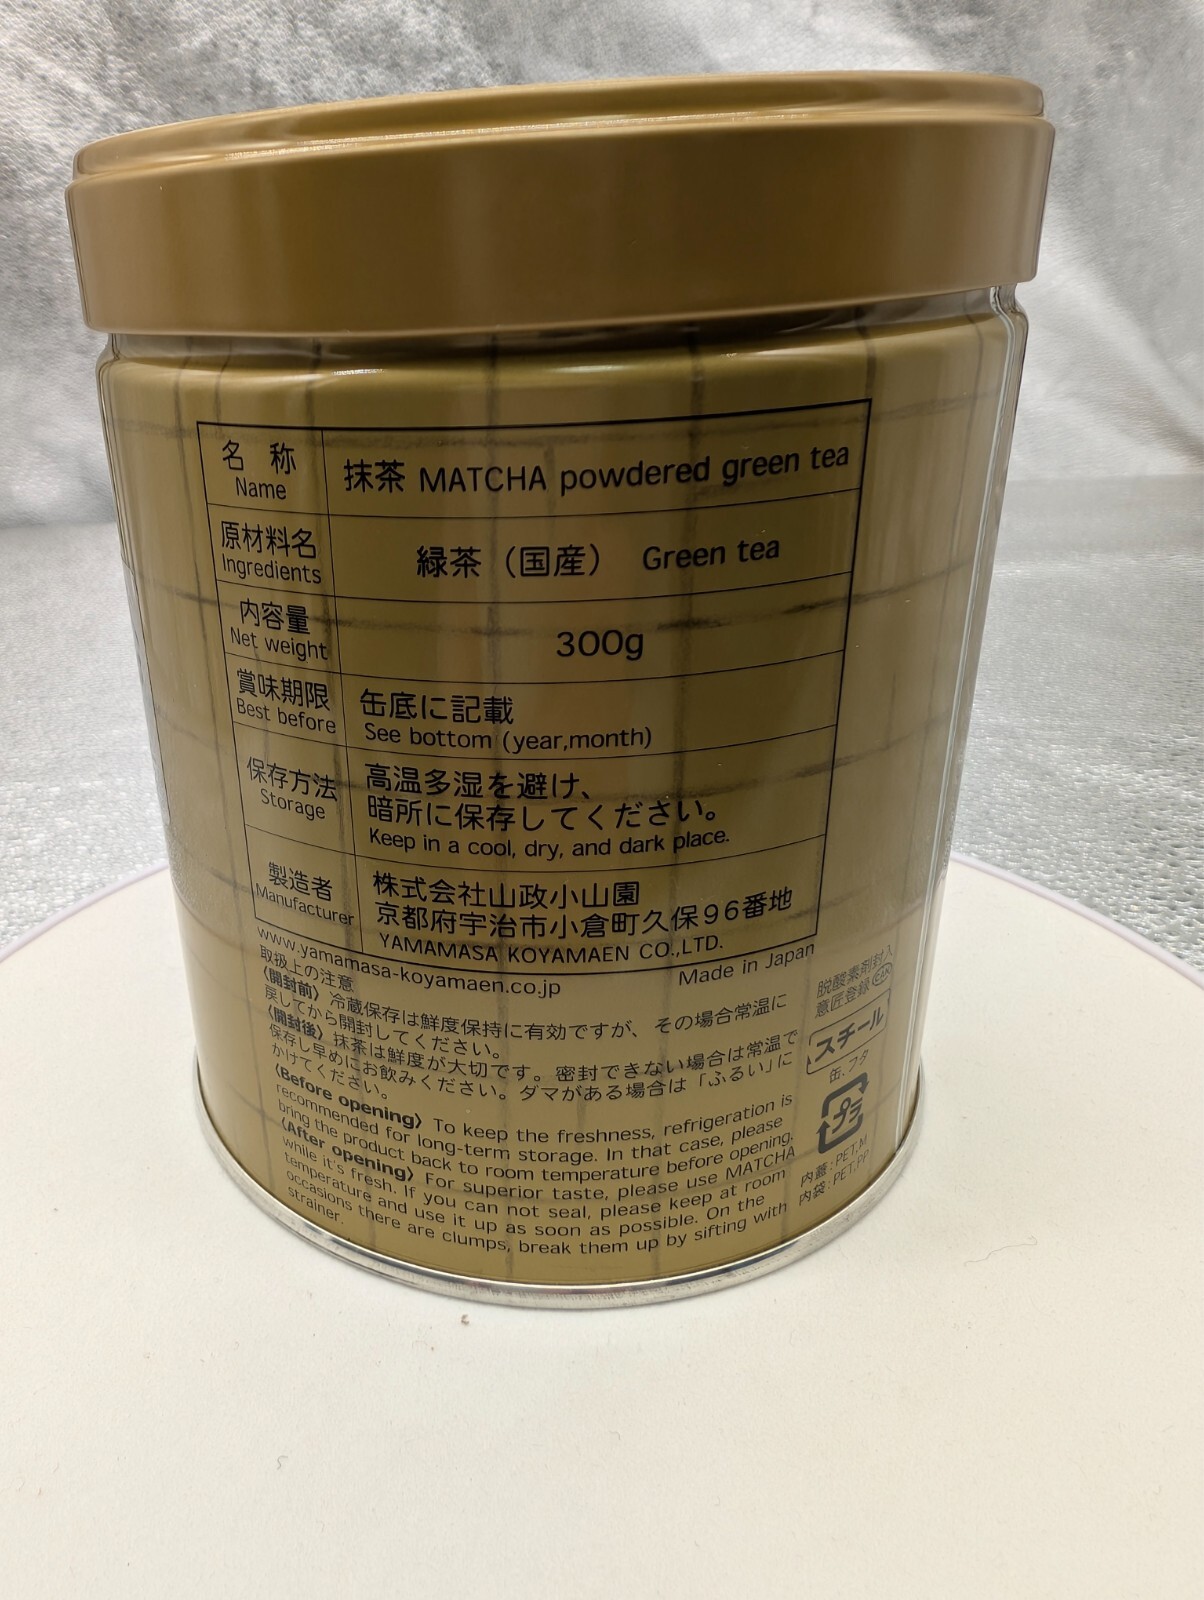 名 称
Name
抹茶 MATCHA powdered green tea
原材料名
Ingredients
緑茶（国産） Green tea
内容量
Net weight
300g
賞味期限
Best before
缶底に記載
See bottom (year,month)
保存方法
Storage
高温多湿を避け、
暗所に保存してください。
Keep in a cool, dry, and dark place.
製造者
Manufacturer
株式会社山政小山園
京都府宇治市小倉町久保96番地
YAMAMASA KOYAMAEN CO.,LTD.
www.yamamasa-koyamaen.co.jp
Made in Japan
取扱上の注意
〈開封前〉冷蔵保存は鮮度保持に有効ですが、その場合常温に
戻してから開封してください。
〈開封後〉抹茶は鮮度が大切です。密封できない場合は常温で
保存し早めにお飲みください。ダマがある場合は「ふるい」に
かけてください。
〈Before opening〉To keep the freshness, refrigeration is
recommended for long-term storage. In that case, please
bring the product back to room temperature before opening.
〈After opening〉For superior taste, please use MATCHA
while it's fresh. If you can not seal, please keep at room
temperature and use it up as soon as possible. On the
occasions there are clumps, break them up by sifting with
strainer.
脱酸素剤封入
意匠登録
スチール
缶、フタ
プラ
内蓋：PET,M
内袋：PET,PP